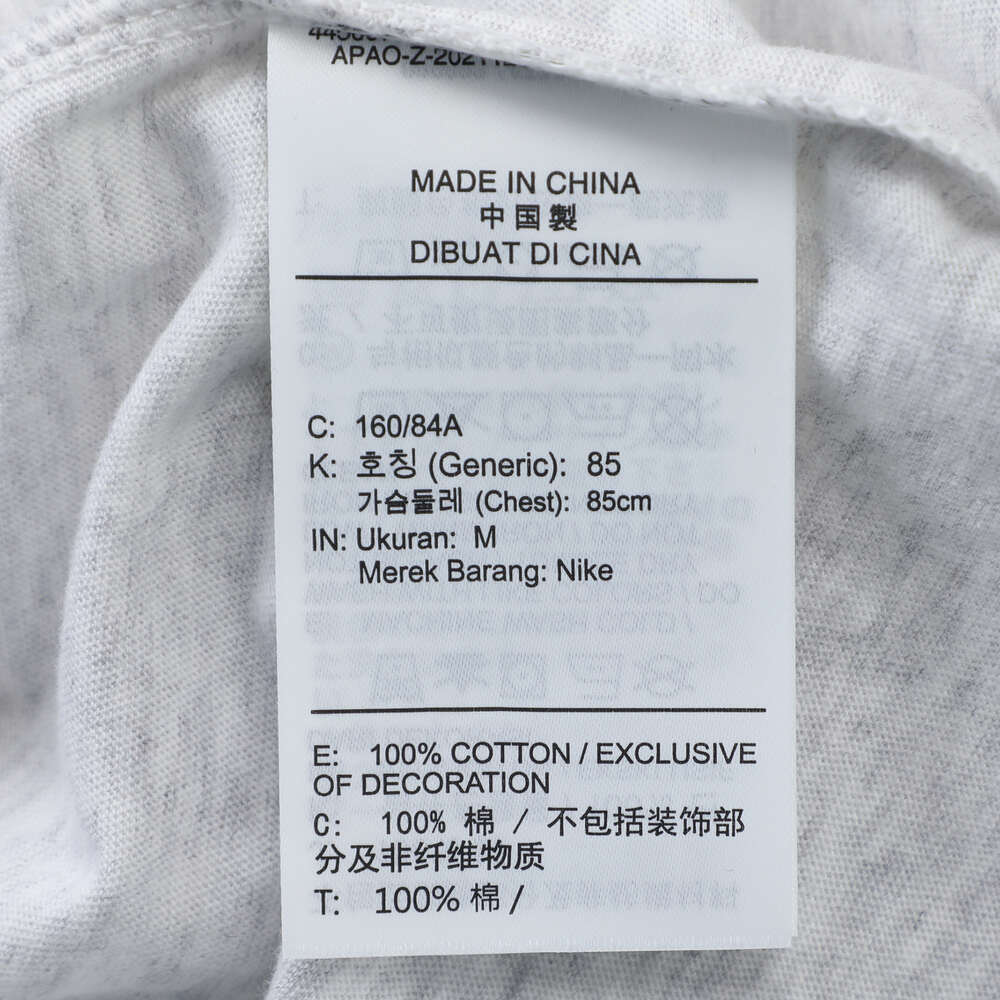 APAO-Z-2021
MADE IN CHINA
中国製
DIBUAT DI CINA
C: 160/84A
K: 호칭 (Generic): 85
가슴둘레 (Chest): 85cm
IN: Ukuran: M
Merek Barang: Nike
E: 100% COTTON / EXCLUSIVE
OF DECORATION
C: 100% 棉 / 不包括装饰部
分及非纤维物质
T: 100% 棉 /